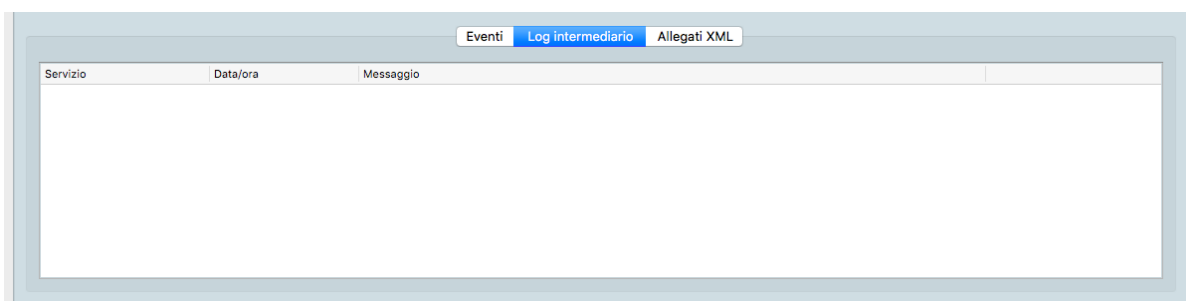 Eventi Log intermediario Allegati XML
Servizio Data/ora Messaggio